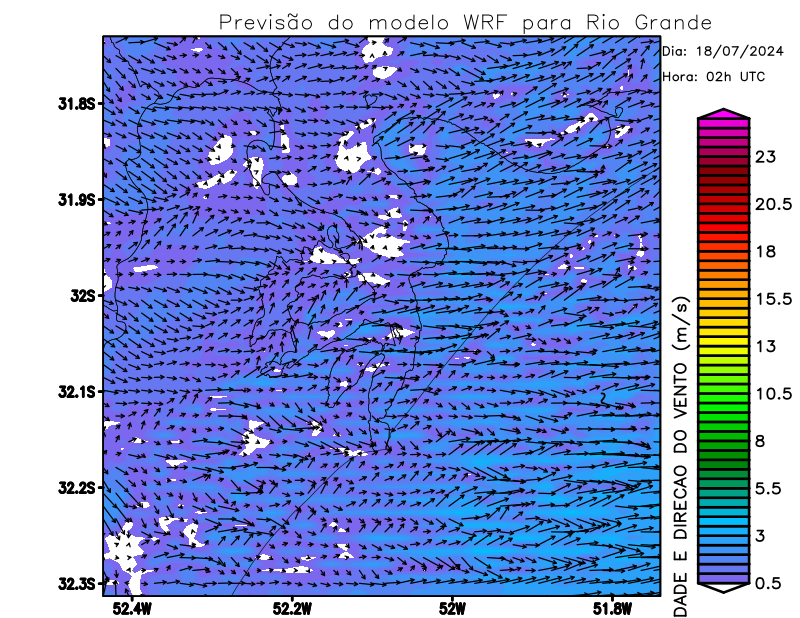 Previsão do modelo WRF para Rio Grande
Dia: 18/07/2024
Hora: 02h UTC
31.8S
31.9S
32S
32.1S
32.2S
32.3S
52.4W
52.2W
52W
51.8W
23
20.5
18
15.5
13
10.5
8
5.5
3
0.5
DADE E DIRECAO DO VENTO (m/s)